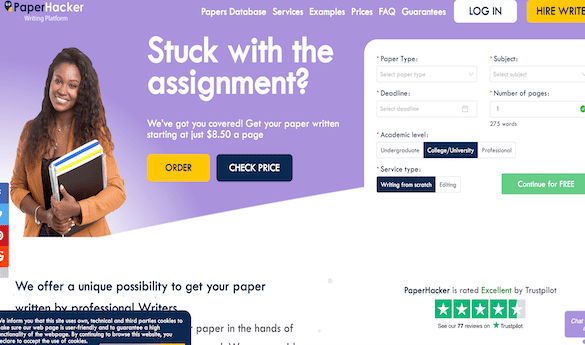 PaperHacker
Writing Platform
Papers Database Services Examples Prices FAQ Guarantees
LOG IN
HIRE WRITE
Stuck with the
assignment?
We've got you covered! Get your paper written
starting at just $8.50 a page
ORDER
CHECK PRICE
* Paper Type:
Select paper type
* Subject:
Select subject
* Deadline:
Select deadline
* Number of pages:
1
275 words
* Academic level:
Undergraduate College/University Professional
* Service type:
Writing from scratch Editing
Continue for FREE
We offer a unique possibility to get your paper
written by professional Writers
paper in the hands of
PaperHacker is rated Excellent by Trustpilot
See our 77 reviews on Trustpilot
Chat
We inform you that this site uses own, technical and third parties cookies to
make sure our web page is user-friendly and to guarantee a high
functionality of the webpage. By continuing to browse this website, you
declare to accept the use of cookies.